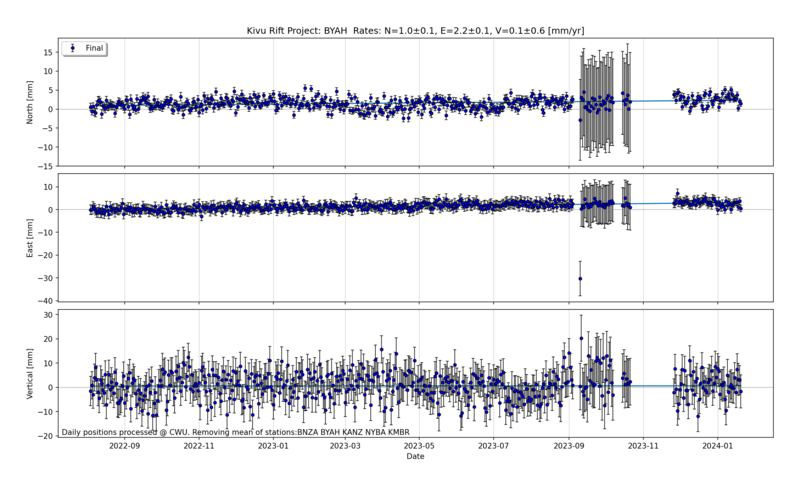 Kivu Rift Project: BYAH  Rates: N=1.0±0.1, E=2.2±0.1, V=0.1±0.6 [mm/yr]
Final
North [mm]
15
10
5
0
−5
−10
−15
East [mm]
10
0
−10
−20
−30
−40
Vertical [mm]
30
20
10
0
−10
−20
Daily positions processed @ CWU. Removing mean of stations:BNZA BYAH KANZ NYBA KMBR
2022-09 2022-11 2023-01 2023-03 2023-05 2023-07 2023-09 2023-11 2024-01
Date